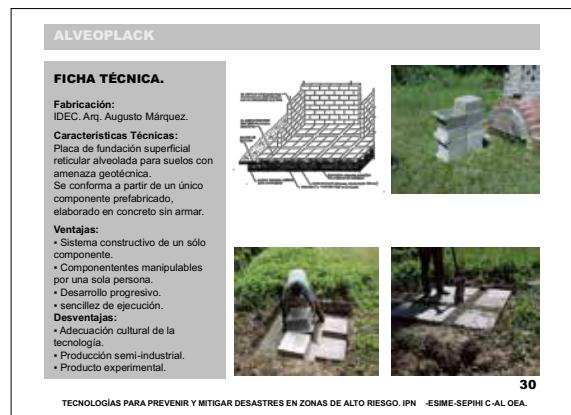 ALVEOPLACK
FICHA TÉCNICA.
Fabricación:
IDEC. Arq. Augusto Márquez.
Características Técnicas:
Placa de fundación superficial
reticular alveolada para suelos con
amenaza geotécnica.
Se conforma a partir de un único
componente prefabricado,
elaborado en concreto sin armar.
Ventajas:
• Sistema constructivo de un sólo
componente.
• Componententes manipulables
por una sola persona.
• Desarrollo progresivo.
• sencillez de ejecución.
Desventajas:
• Adecuación cultural de la
tecnología.
• Producción semi-industrial.
• Producto experimental.
30
TECNOLOGÍAS PARA PREVENIR Y MITIGAR DESASTRES EN ZONAS DE ALTO RIESGO. IPN -ESIME-SEPIHI C-AL OEA.